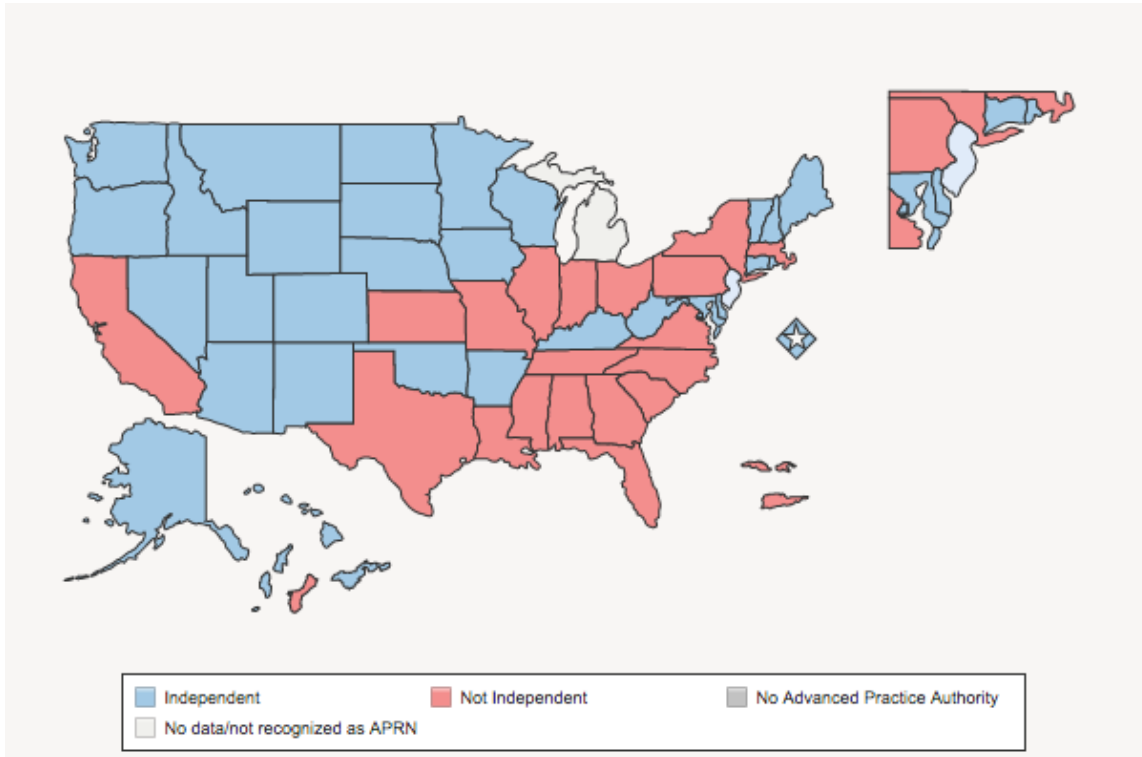 Independent
Not Independent
No Advanced Practice Authority
No data/not recognized as APRN